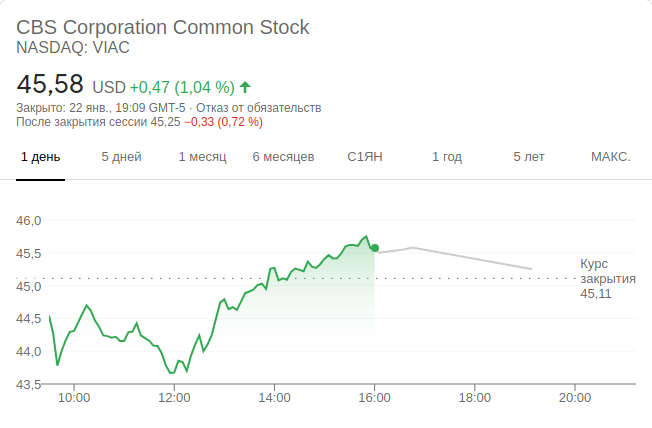 CBS Corporation Common Stock
NASDAQ: VIAC
45,58 USD +0,47 (1,04 %)
Закрыто: 22 янв., 19:09 GMT-5 · Отказ от обязательств
После закрытия сессии 45,25 −0,33 (0,72 %)
1 день 5 дней 1 месяц 6 месяцев С1ЯН 1 год 5 лет МАКС.
46,0
45,5
Курс
закрытия
45,11
45,0
44,5
44,0
43,5
10:00 12:00 14:00 16:00 18:00 20:00